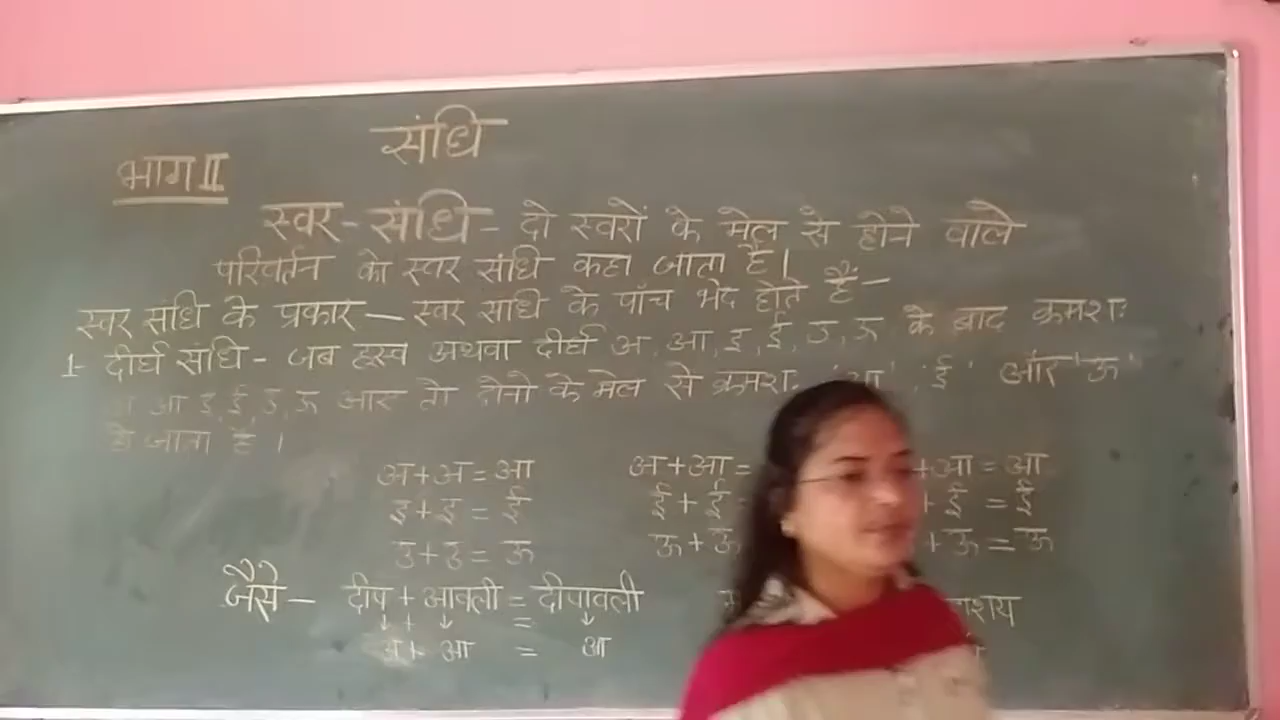 संधि
भाग II
स्वर-संधि- दो स्वरों के मेल से होने वाले
परिवर्तन को स्वर संधि कहा जाता है।
स्वर संधि के प्रकार — स्वर संधि के पाँच भेद होते हैं-
1- दीर्घ संधि- जब ह्रस्व अथवा दीर्घ अ, आ, इ, ई, उ, ऊ के बाद क्रमशः
आ इ, ई, उ, ऊ आए तो दोनो के मेल से क्रमशः 'आ' 'ई' और 'ऊ'
हो जाता है।
अ+अ=आ अ+आ= +आ=आ
इ+इ=ई ई+ई +ई=ई
उ+उ=ऊ ऊ+ऊ +ऊ=ऊ
जैसे- दीप+आवली=दीपावली शय
↓ + ↓ = ↓
अ+ आ = आ